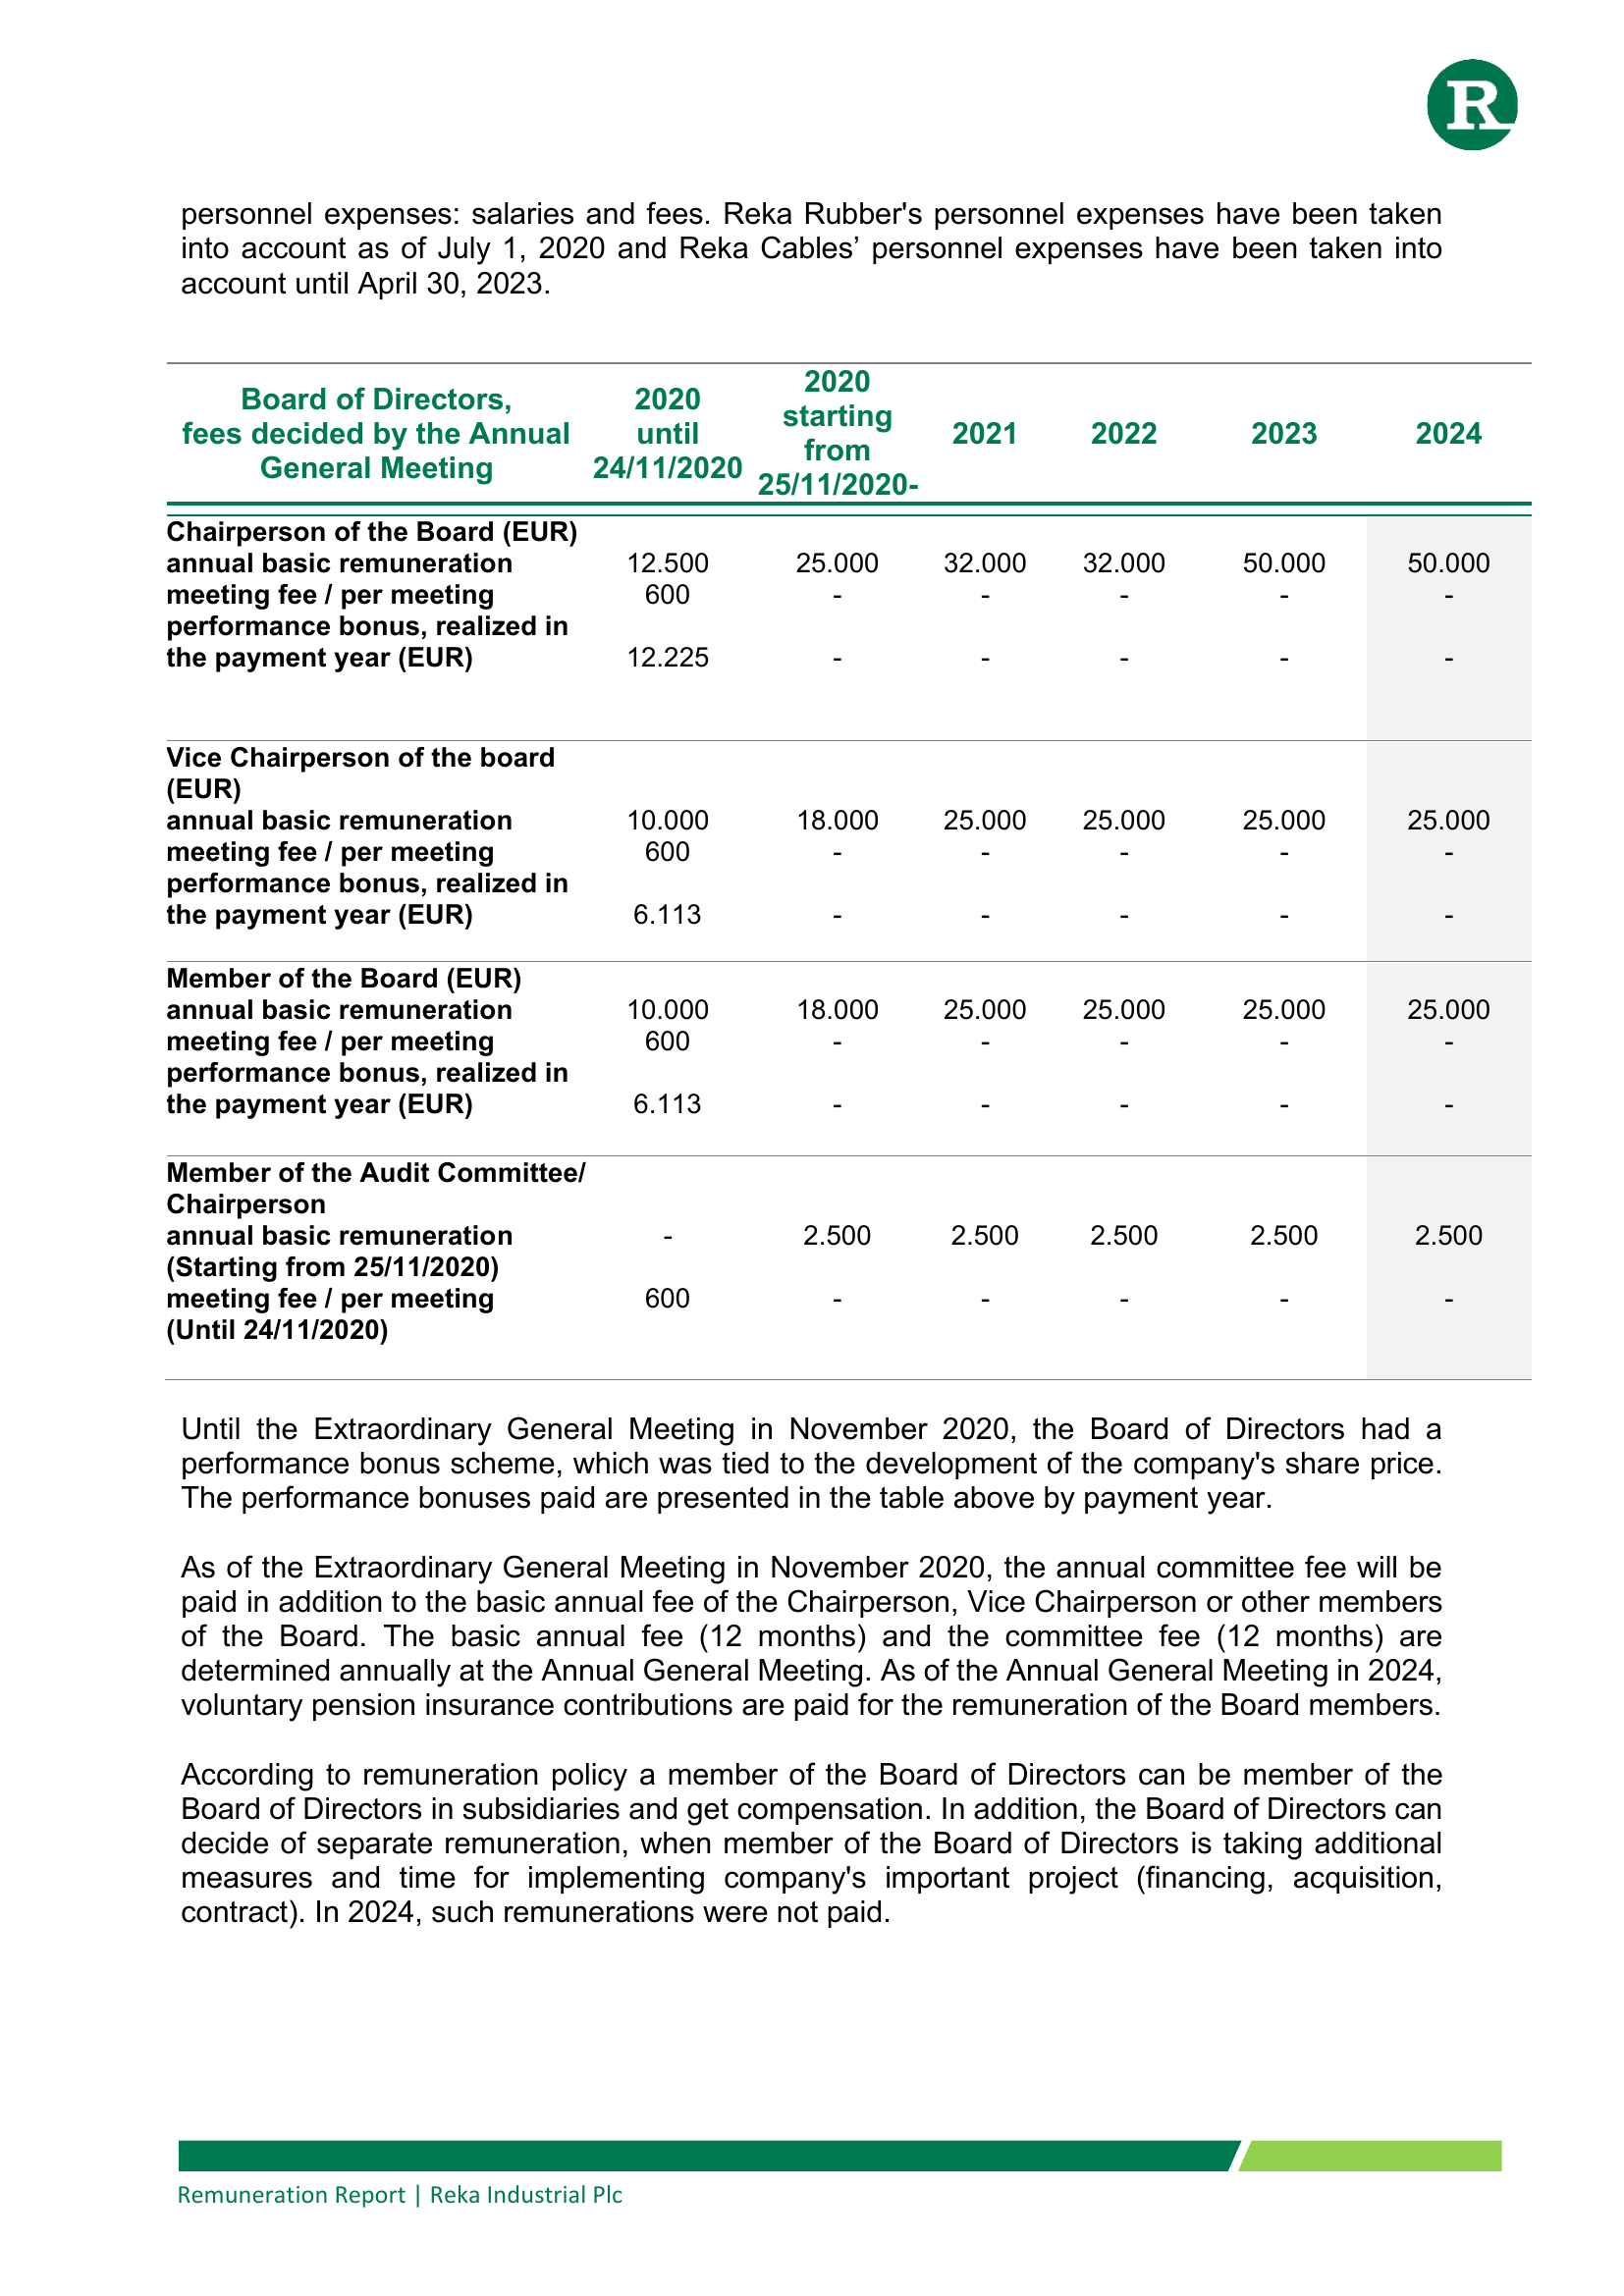 R
personnel expenses: salaries and fees. Reka Rubber's personnel expenses have been taken
into account as of July 1, 2020 and Reka Cables’ personnel expenses have been taken into
account until April 30, 2023.
Board of Directors,
fees decided by the Annual
General Meeting
2020
until
24/11/2020
2020
starting
from
25/11/2020-
2021
2022
2023
2024
Chairperson of the Board (EUR)
annual basic remuneration 12.500 25.000 32.000 32.000 50.000 50.000
meeting fee / per meeting 600 - - - - -
performance bonus, realized in
the payment year (EUR) 12.225 - - - - -
Vice Chairperson of the board
(EUR)
annual basic remuneration 10.000 18.000 25.000 25.000 25.000 25.000
meeting fee / per meeting 600 - - - - -
performance bonus, realized in
the payment year (EUR) 6.113 - - - - -
Member of the Board (EUR)
annual basic remuneration 10.000 18.000 25.000 25.000 25.000 25.000
meeting fee / per meeting 600 - - - - -
performance bonus, realized in
the payment year (EUR) 6.113 - - - - -
Member of the Audit Committee/
Chairperson
annual basic remuneration - 2.500 2.500 2.500 2.500 2.500
(Starting from 25/11/2020)
meeting fee / per meeting 600 - - - - -
(Until 24/11/2020)
Until the Extraordinary General Meeting in November 2020, the Board of Directors had a
performance bonus scheme, which was tied to the development of the company's share price.
The performance bonuses paid are presented in the table above by payment year.
As of the Extraordinary General Meeting in November 2020, the annual committee fee will be
paid in addition to the basic annual fee of the Chairperson, Vice Chairperson or other members
of the Board. The basic annual fee (12 months) and the committee fee (12 months) are
determined annually at the Annual General Meeting. As of the Annual General Meeting in 2024,
voluntary pension insurance contributions are paid for the remuneration of the Board members.
According to remuneration policy a member of the Board of Directors can be member of the
Board of Directors in subsidiaries and get compensation. In addition, the Board of Directors can
decide of separate remuneration, when member of the Board of Directors is taking additional
measures and time for implementing company's important project (financing, acquisition,
contract). In 2024, such remunerations were not paid.
Remuneration Report | Reka Industrial Plc